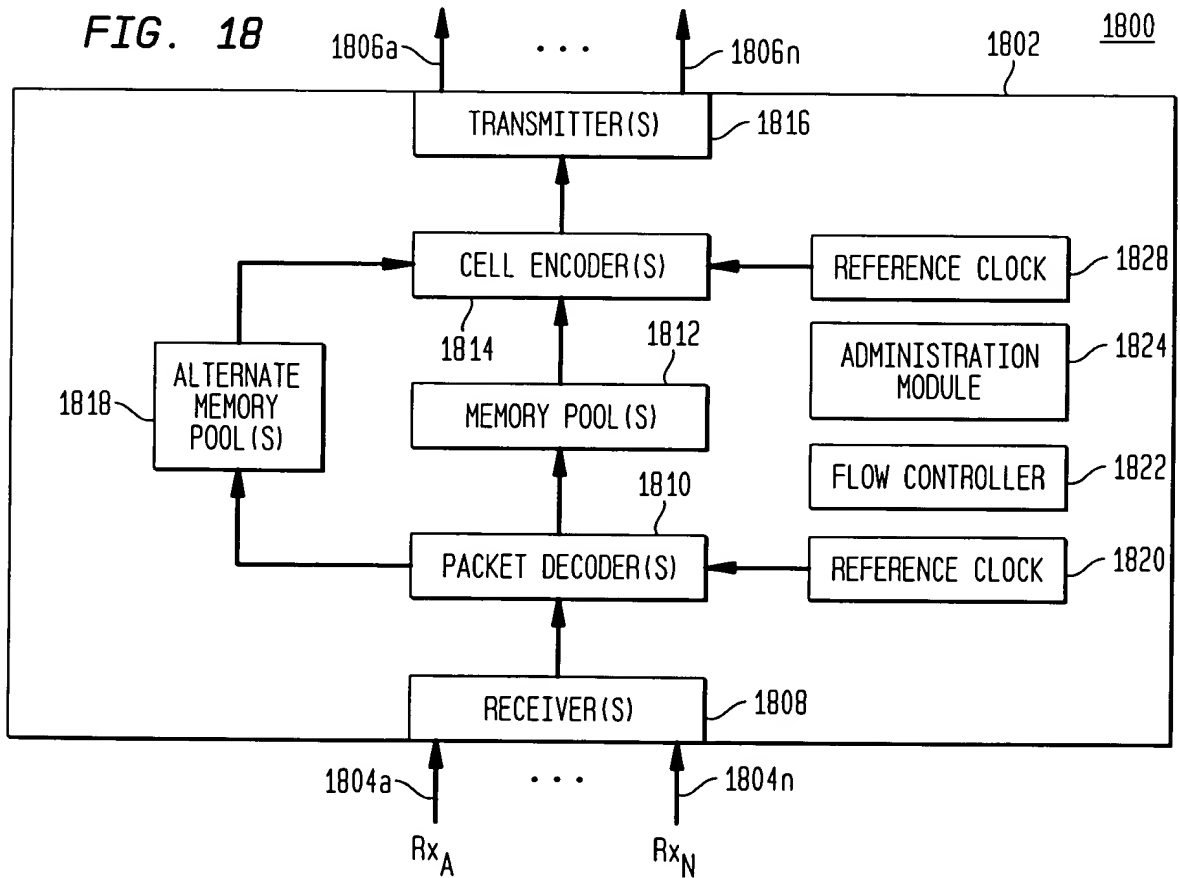 FIG. 18
1800
1806a
...
1806n
1802
TRANSMITTER(S)
1816
CELL ENCODER(S)
1814
REFERENCE CLOCK
1828
1812
ADMINISTRATION
MODULE
1824
1818
ALTERNATE
MEMORY
POOL(S)
MEMORY POOL(S)
FLOW CONTROLLER
1822
1810
PACKET DECODER(S)
REFERENCE CLOCK
1820
RECEIVER(S)
1808
1804a
...
1804n
RxA
RxN